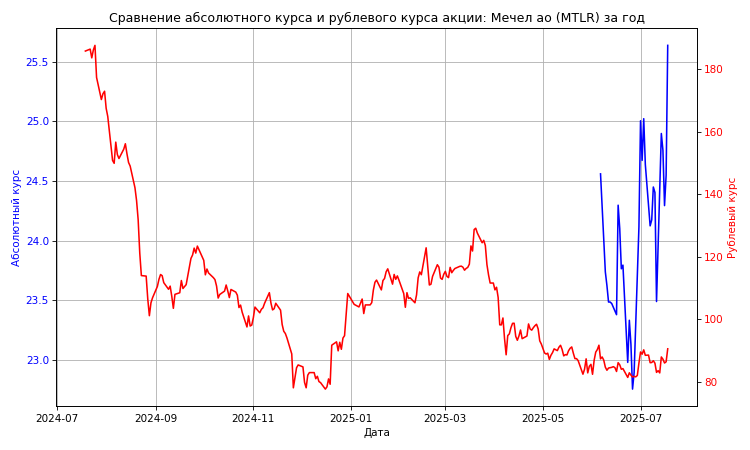 Сравнение абсолютного курса и рублевого курса акции: Мечел ао (MTLR) за год
Абсолютный курс
25.5
25.0
24.5
24.0
23.5
23.0
180
160
140
120
100
80
Рублевый курс
2024-07 2024-09 2024-11 2025-01 2025-03 2025-05 2025-07
Дата